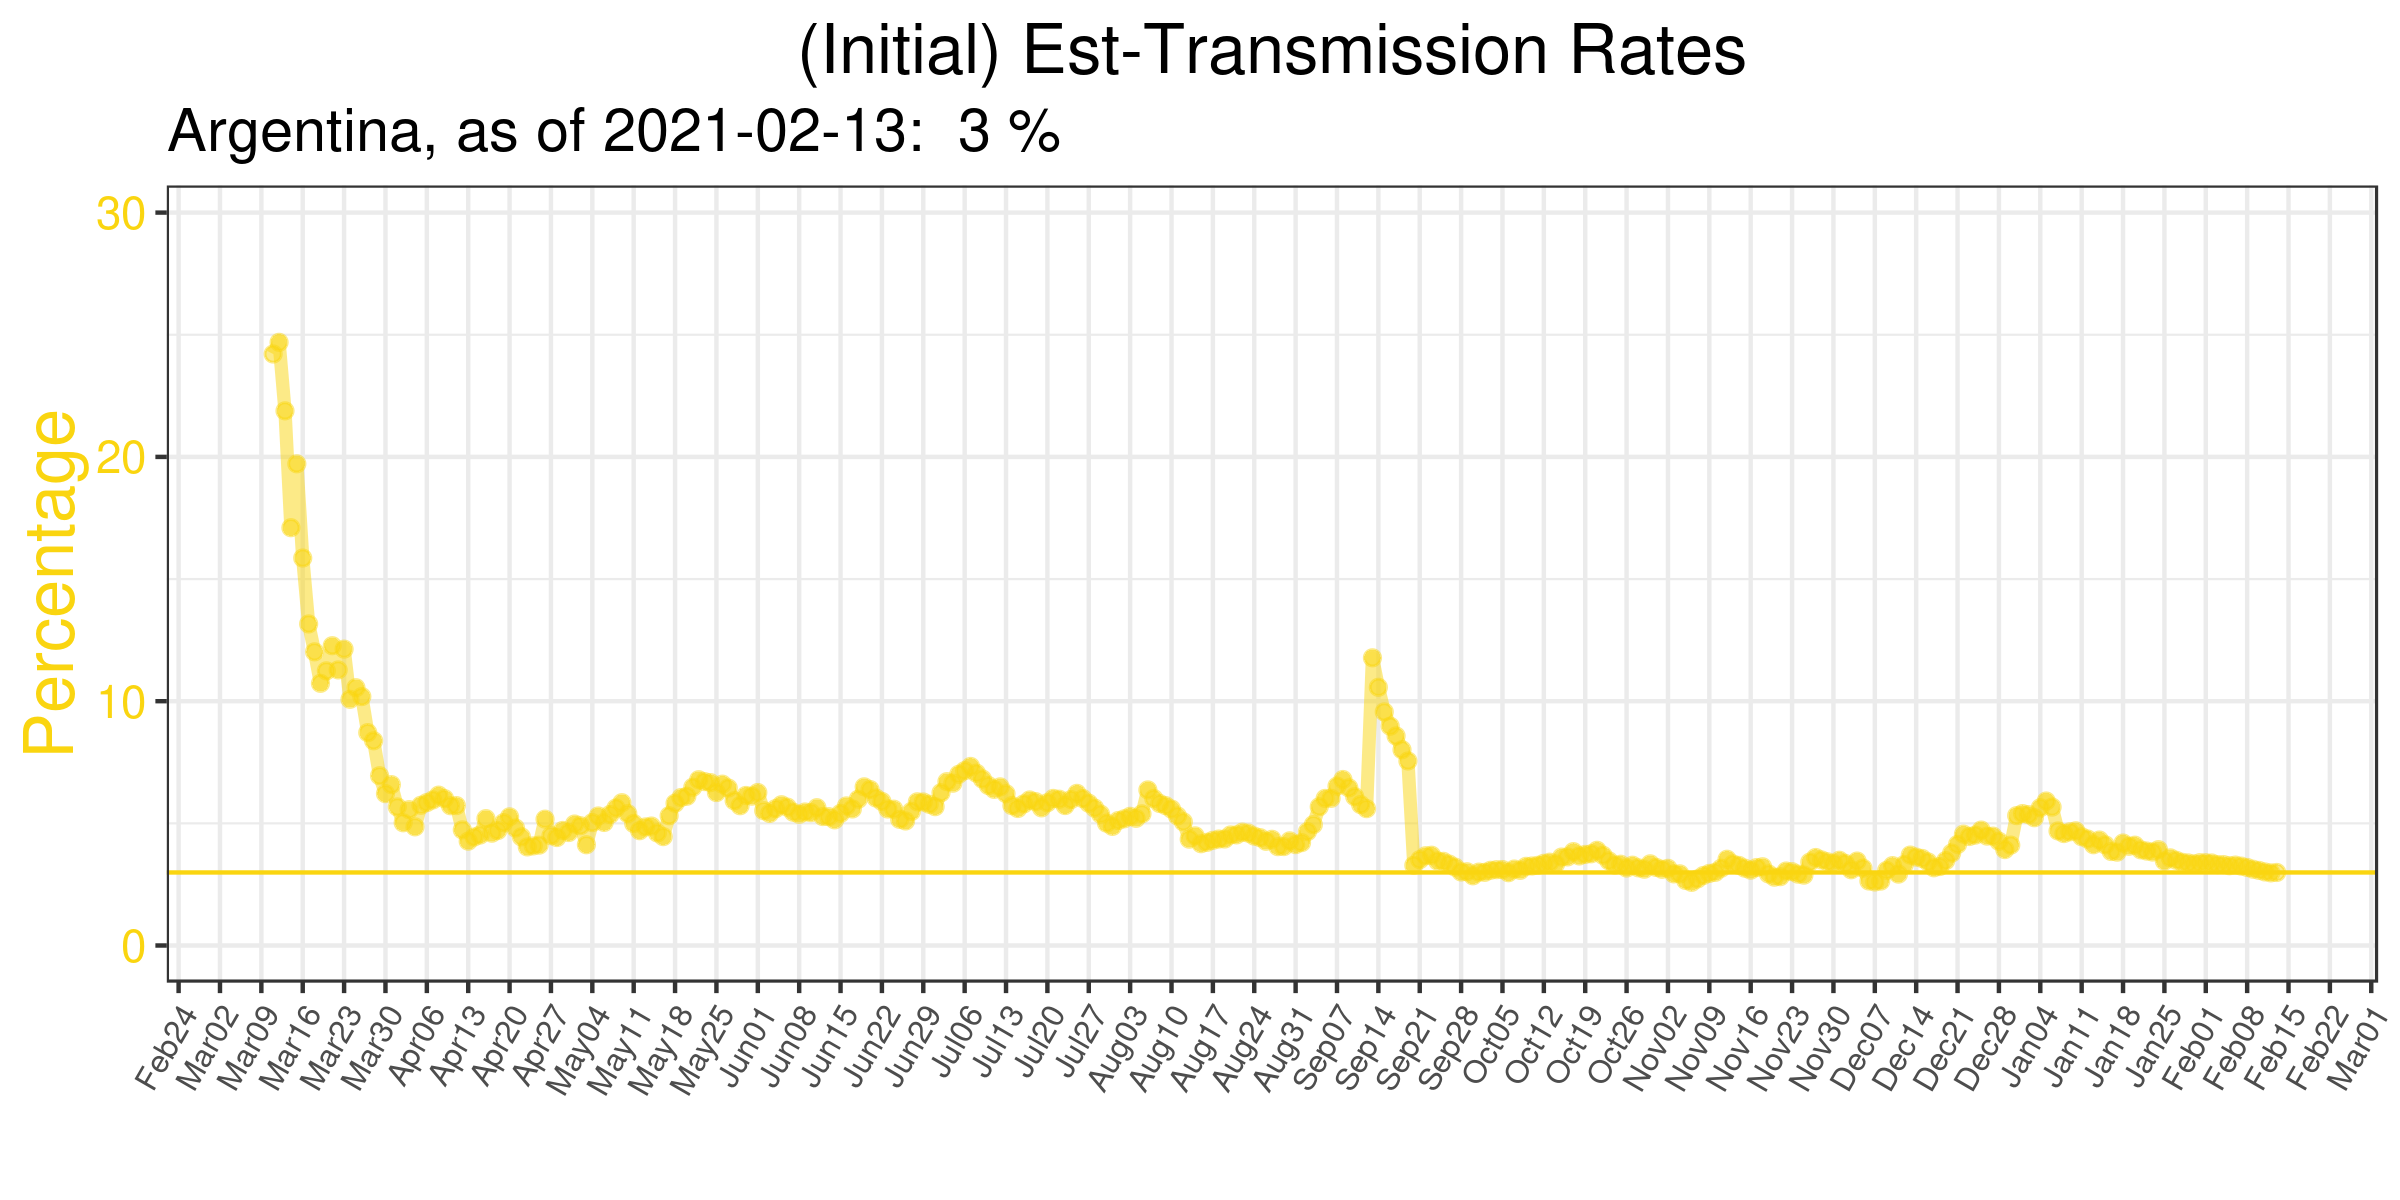 (Initial) Est-Transmission Rates
Argentina, as of 2021-02-13:  3 %
Percentage
30
20
10
0
Feb24
Mar02
Mar09
Mar16
Mar23
Mar30
Apr06
Apr13
Apr20
Apr27
May04
May11
May18
May25
Jun01
Jun08
Jun15
Jun22
Jun29
Jul06
Jul13
Jul20
Jul27
Aug03
Aug10
Aug17
Aug24
Aug31
Sep07
Sep14
Sep21
Sep28
Oct05
Oct12
Oct19
Oct26
Nov02
Nov09
Nov16
Nov23
Nov30
Dec07
Dec14
Dec21
Dec28
Jan04
Jan11
Jan18
Jan25
Feb01
Feb08
Feb15
Feb22
Mar01